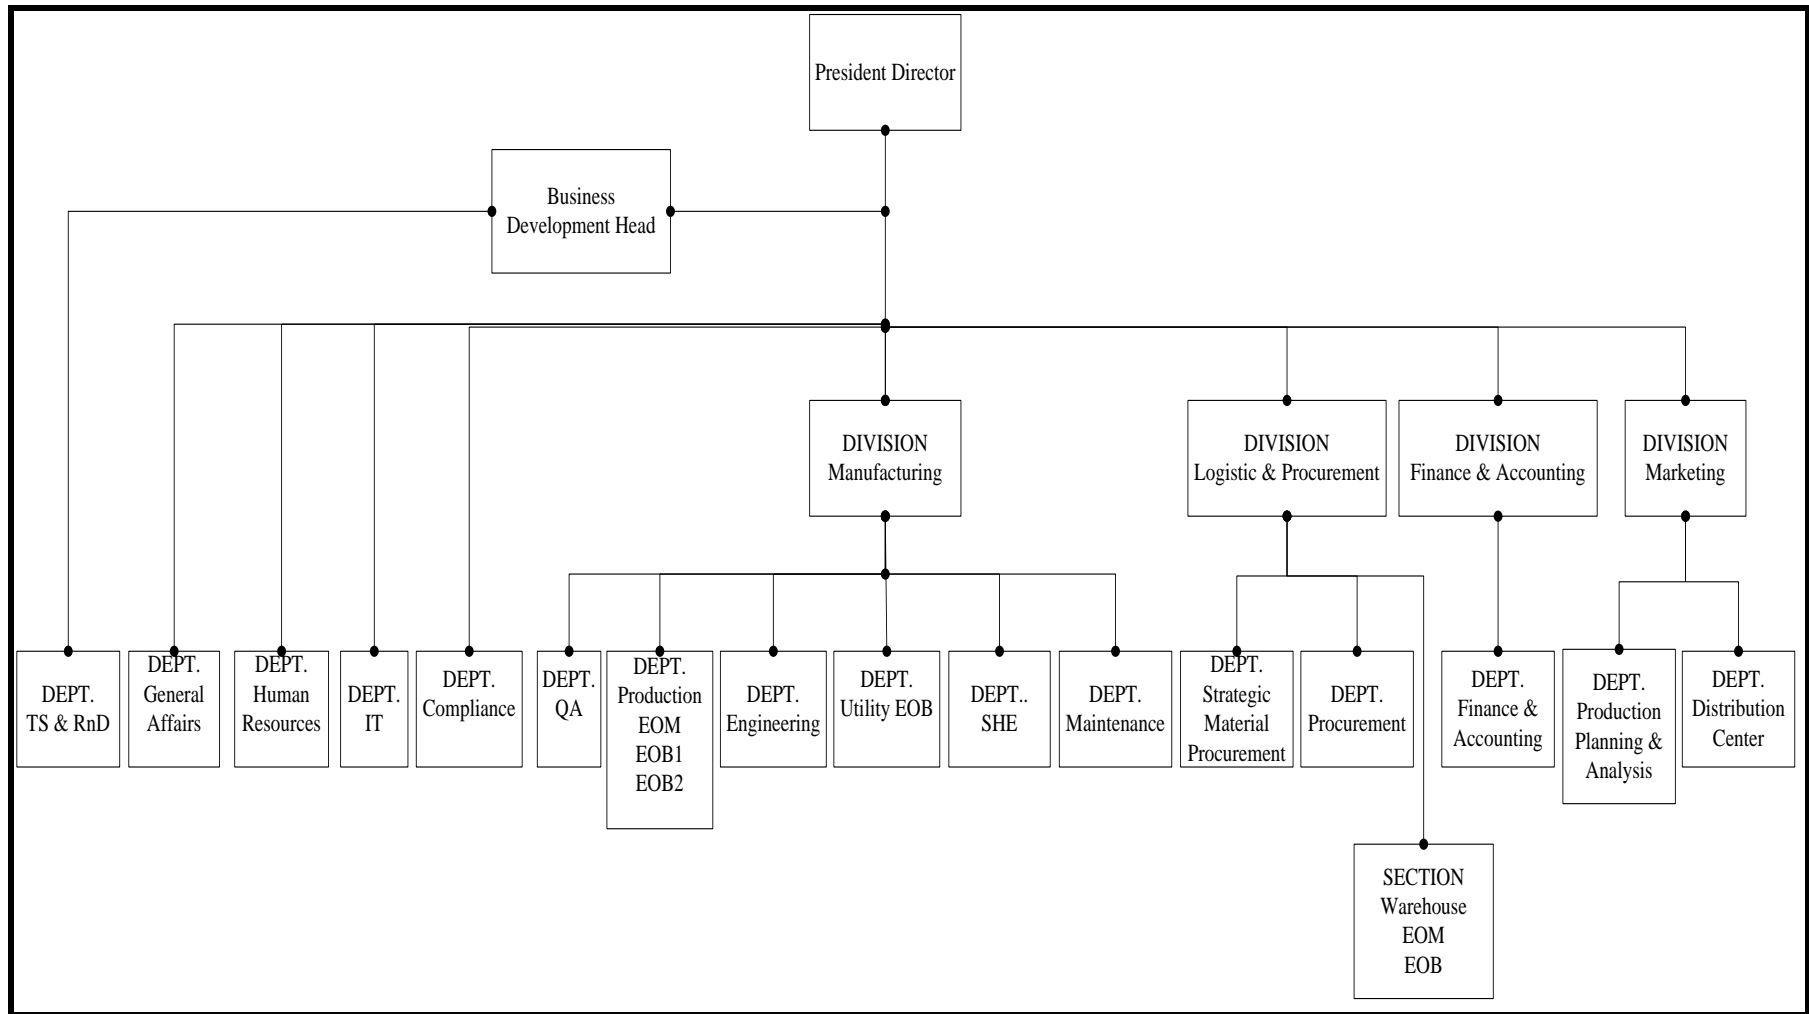 President Director
Business
Development Head
DIVISION
Manufacturing
DIVISION
Logistic & Procurement
DIVISION
Finance & Accounting
DIVISION
Marketing
DEPT.
TS & RnD
DEPT.
General
Affairs
DEPT.
Human
Resources
DEPT.
IT
DEPT.
Compliance
DEPT.
QA
DEPT.
Production
EOM
EOB1
EOB2
DEPT.
Engineering
DEPT.
Utility EOB
DEPT..
SHE
DEPT.
Maintenance
DEPT.
Strategic
Material
Procurement
DEPT.
Procurement
DEPT.
Finance &
Accounting
DEPT.
Production
Planning &
Analysis
DEPT.
Distribution
Center
SECTION
Warehouse
EOM
EOB